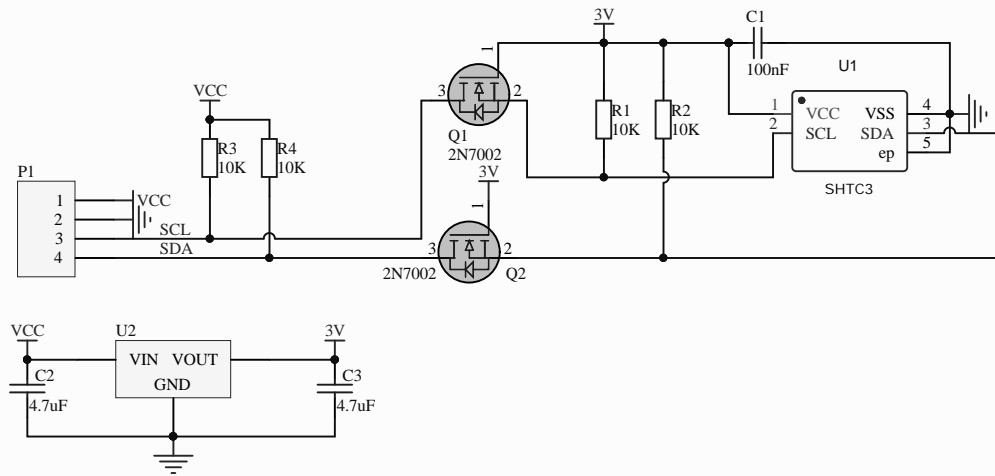 3V
C1
100nF
U1
1
3
2
Q1
2N7002
R1
10K
R2
10K
1
2
VCC
SCL
VSS
SDA
ep
4
3
5
SHTC3
VCC
R3
10K
R4
10K
P1
1
2
3
4
VCC
SCL
SDA
3V
1
3
2
2N7002
Q2
VCC
U2
3V
VIN
VOUT
GND
C2
4.7uF
C3
4.7uF